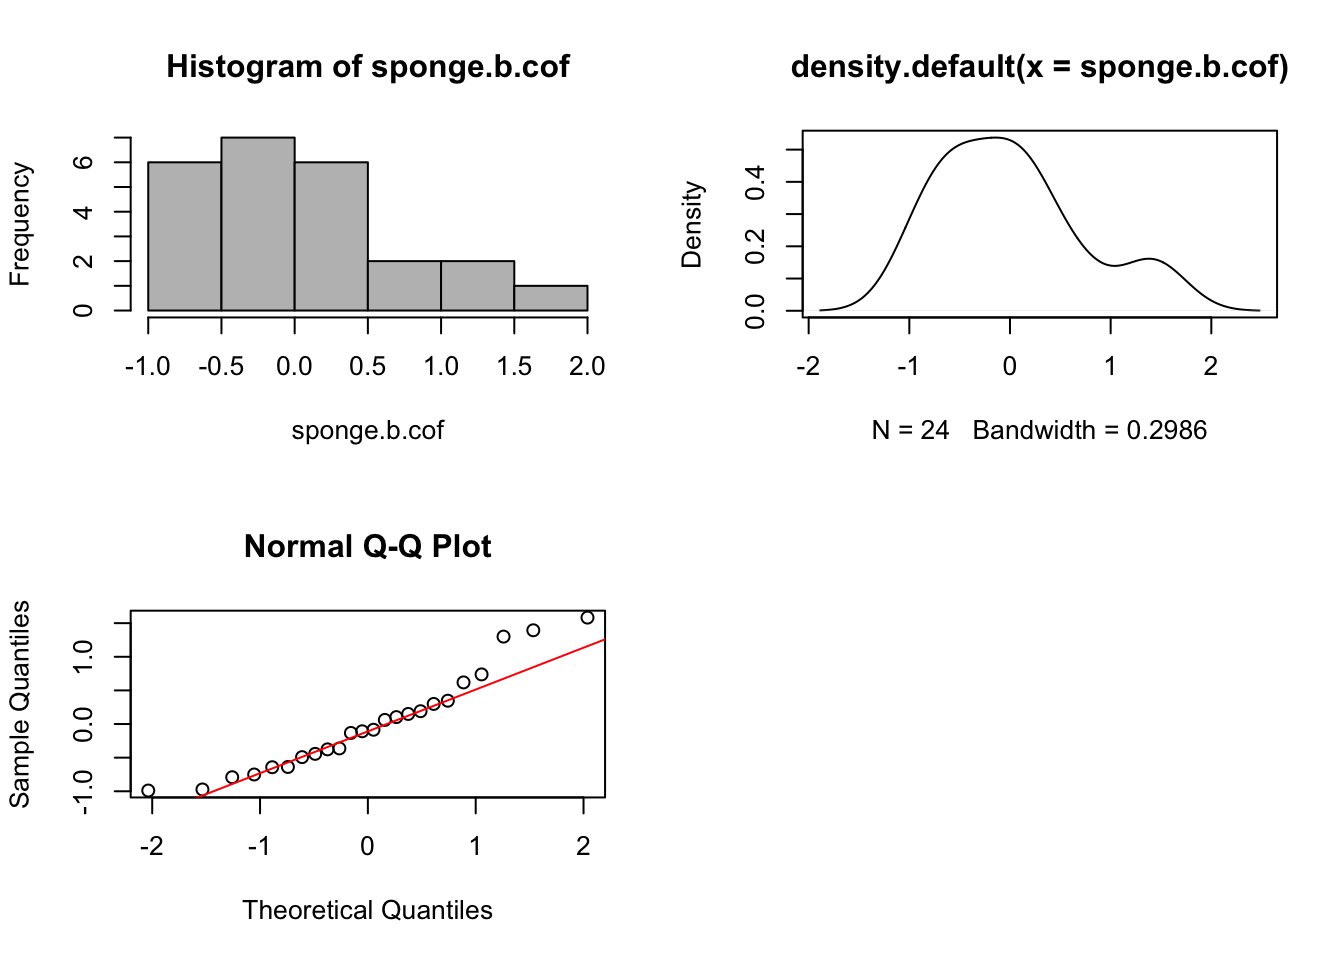 Histogram of sponge.b.cof
Frequency
0 2 4 6
-1.0 -0.5 0.0 0.5 1.0 1.5 2.0
sponge.b.cof
density.default(x = sponge.b.cof)
Density
0.0 0.2 0.4
-2 -1 0 1 2
N = 24 Bandwidth = 0.2986
Normal Q-Q Plot
Sample Quantiles
-1.0 0.0 1.0
-2 -1 0 1 2
Theoretical Quantiles